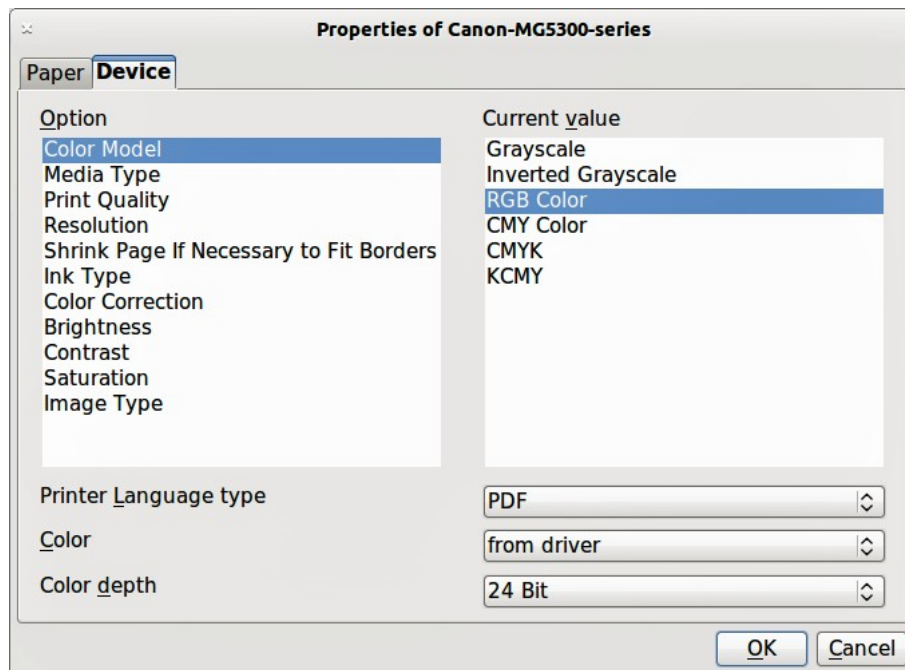 Properties of Canon-MG5300-series
Paper Device
Option
Color Model
Media Type
Print Quality
Resolution
Shrink Page If Necessary to Fit Borders
Ink Type
Color Correction
Brightness
Contrast
Saturation
Image Type
Current value
Grayscale
Inverted Grayscale
RGB Color
CMY Color
CMYK
KCMY
Printer Language type
PDF
Color
from driver
Color depth
24 Bit
OK Cancel